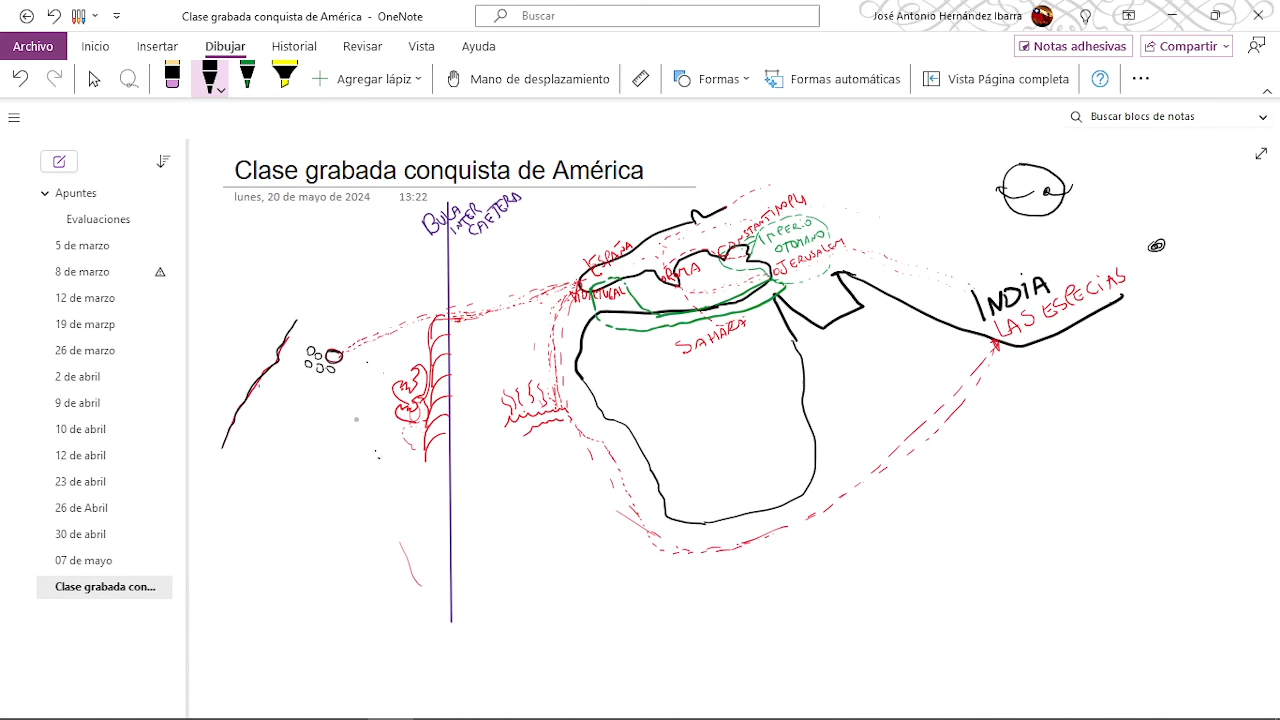 Clase grabada conquista de América - OneNote
Buscar
José Antonio Hernández Ibarra
Archivo
Inicio
Insertar
Dibujar
Historial
Revisar
Vista
Ayuda
Notas adhesivas
Compartir
Agregar lápiz
Mano de desplazamiento
Formas
Formas automáticas
Vista Página completa
Buscar blocs de notas
Apuntes
Evaluaciones
5 de marzo
8 de marzo
12 de marzo
19 de marzp
26 de marzo
2 de abril
9 de abril
10 de abril
12 de abril
23 de abril
26 de Abril
30 de abril
07 de mayo
Clase grabada con...
Clase grabada conquista de América
lunes, 20 de mayo de 2024 13:22
BULA
INTER
CAETERA
ESPAÑA
PORTUGAL
ROMA
CONSTANTINOPLA
IMPERIO
OTOMANO
JERUSALEM
SAHARA
INDIA
LAS ESPECIAS